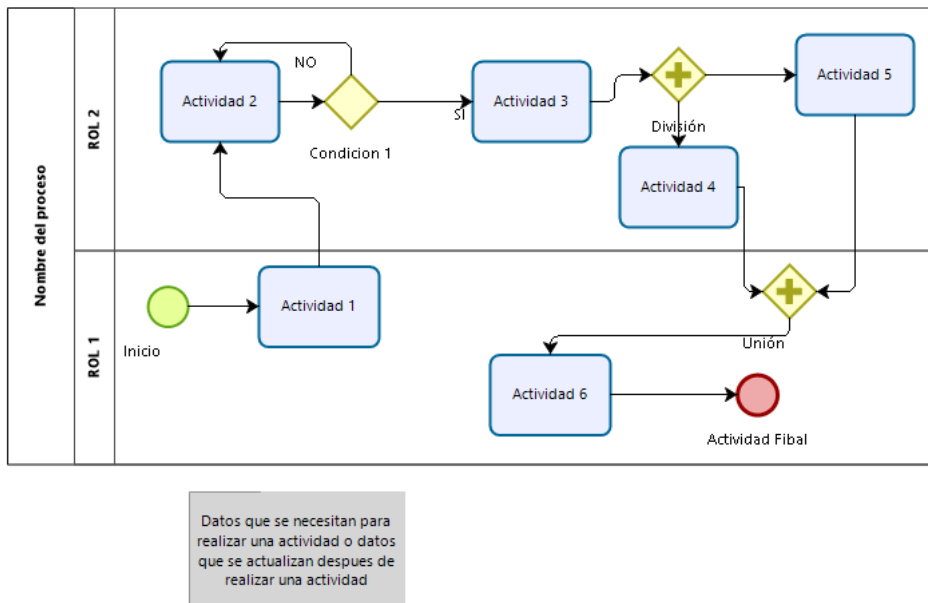 Nombre del proceso
ROL 2
Actividad 2
NO
Condicion 1
SI
Actividad 3
División
Actividad 4
Actividad 5
ROL 1
Inicio
Actividad 1
Unión
Actividad 6
Actividad Fibal
Datos que se necesitan para
realizar una actividad o datos
que se actualizan despues de
realizar una actividad